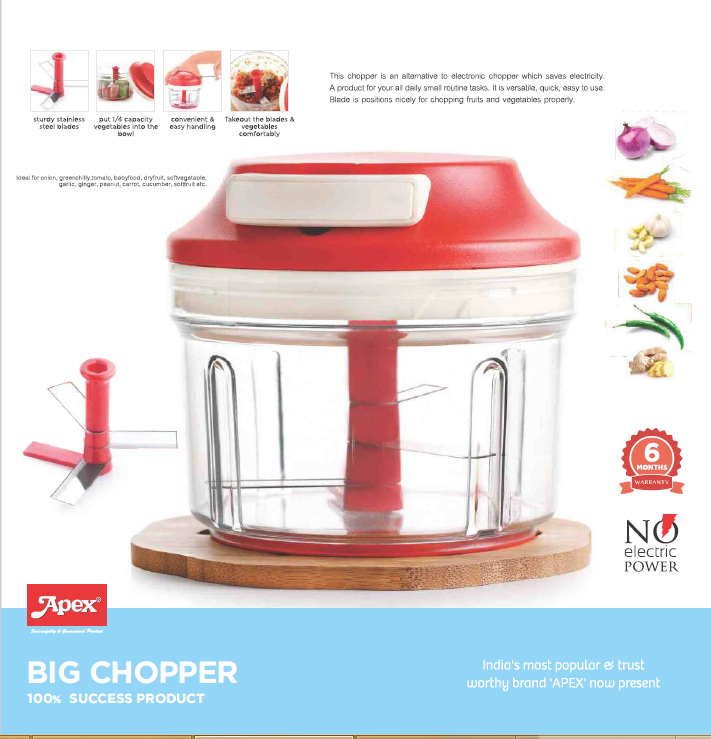 This chopper is an alternative to electronic chopper which saves electricity.
A product for your all daily small routine tasks. It is versatile, quick, easy to use.
Blade is positions nicely for chopping fruits and vegetables properly.
sturdy stainless
steel blades
put 1/4 capacity
vegetables into the
bowl
convenient &
easy handling
Takeout the blades &
vegetables
comfortably
Ideal for onion, greenchilly,tomato, babyfood, dryfruit, softvegetable,
garlic, ginger, peanut, carrot, cucumber, softfruit etc.
6
MONTHS
WARRANTY
NO
electric
POWER
Apex®
Successfully & Guaranteed Product
BIG CHOPPER
100% SUCCESS PRODUCT
India's most popular & trust
worthy brand 'APEX' now present